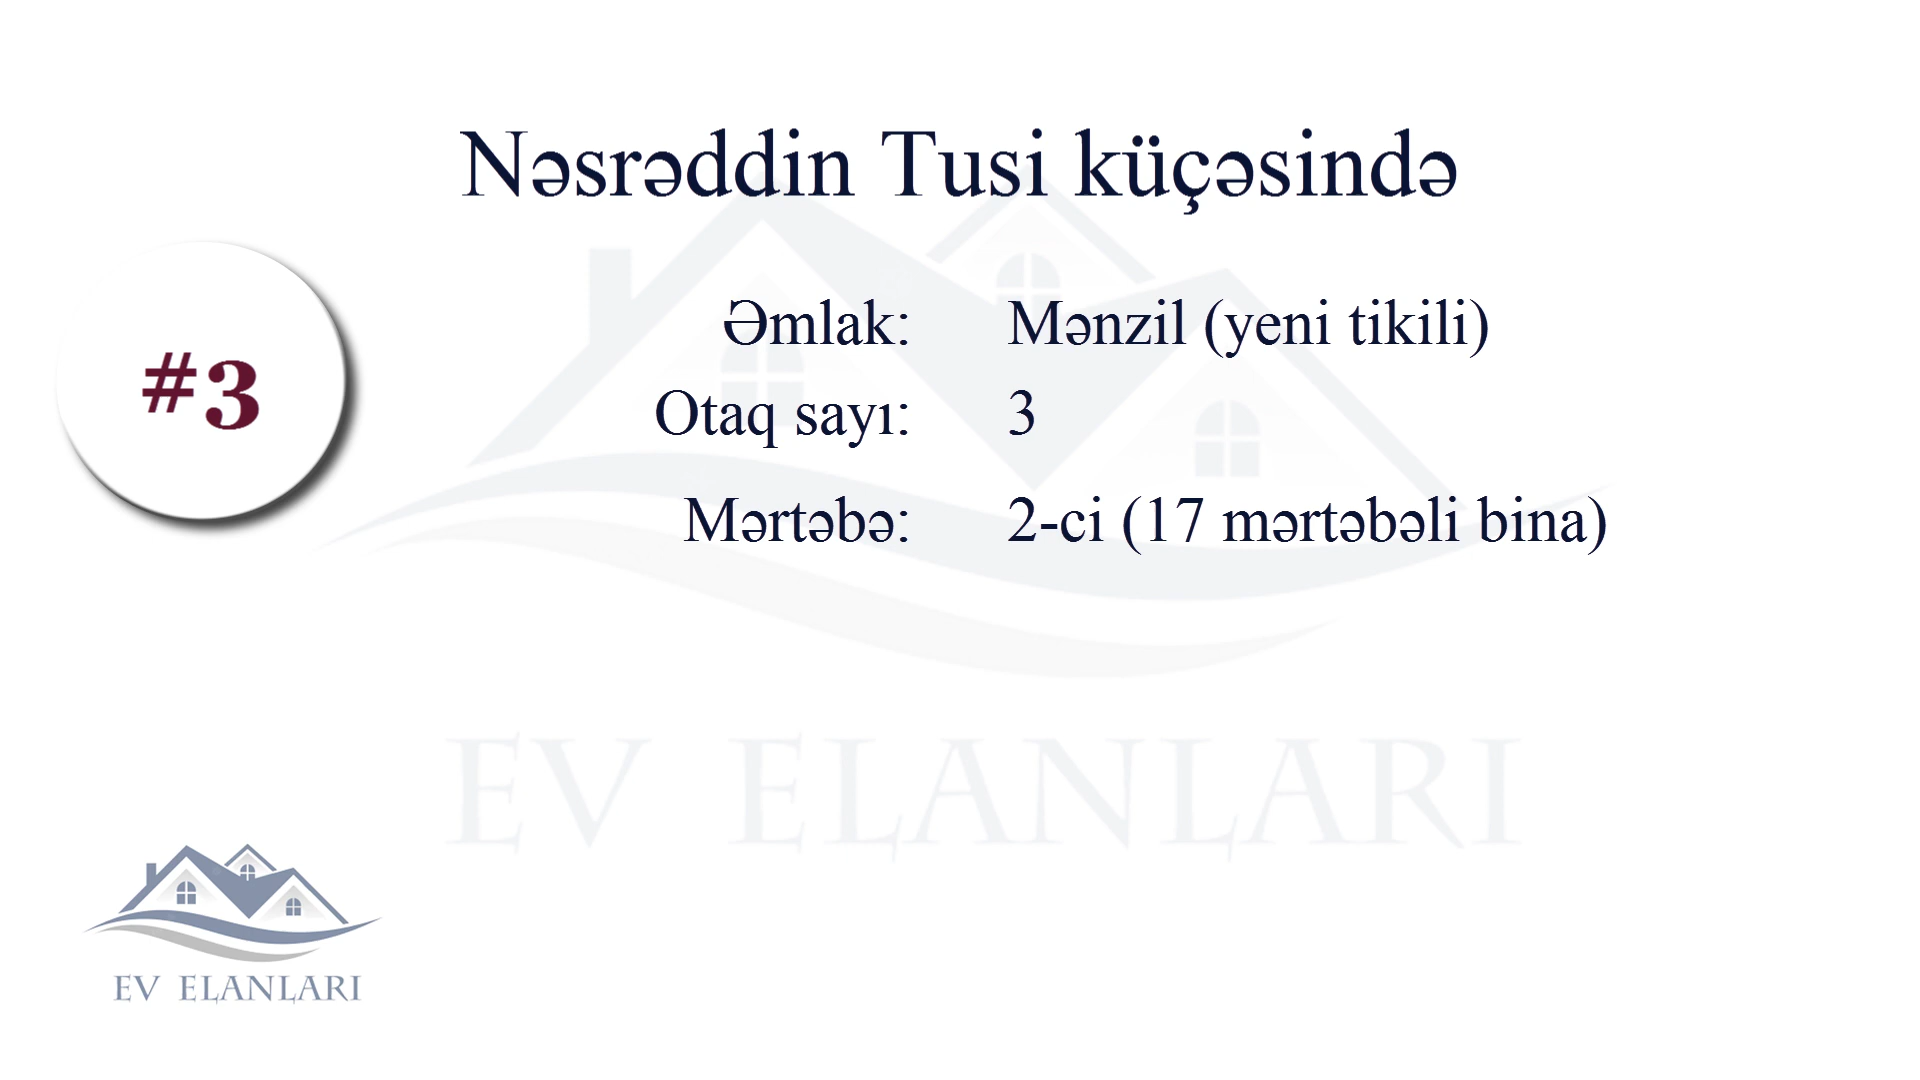 Nəsrəddin Tusi küçəsində
#3
Əmlak: Mənzil (yeni tikili)
Otaq sayı: 3
Mərtəbə: 2-ci (17 mərtəbəli bina)
EV ELANLARI
EV ELANLARI